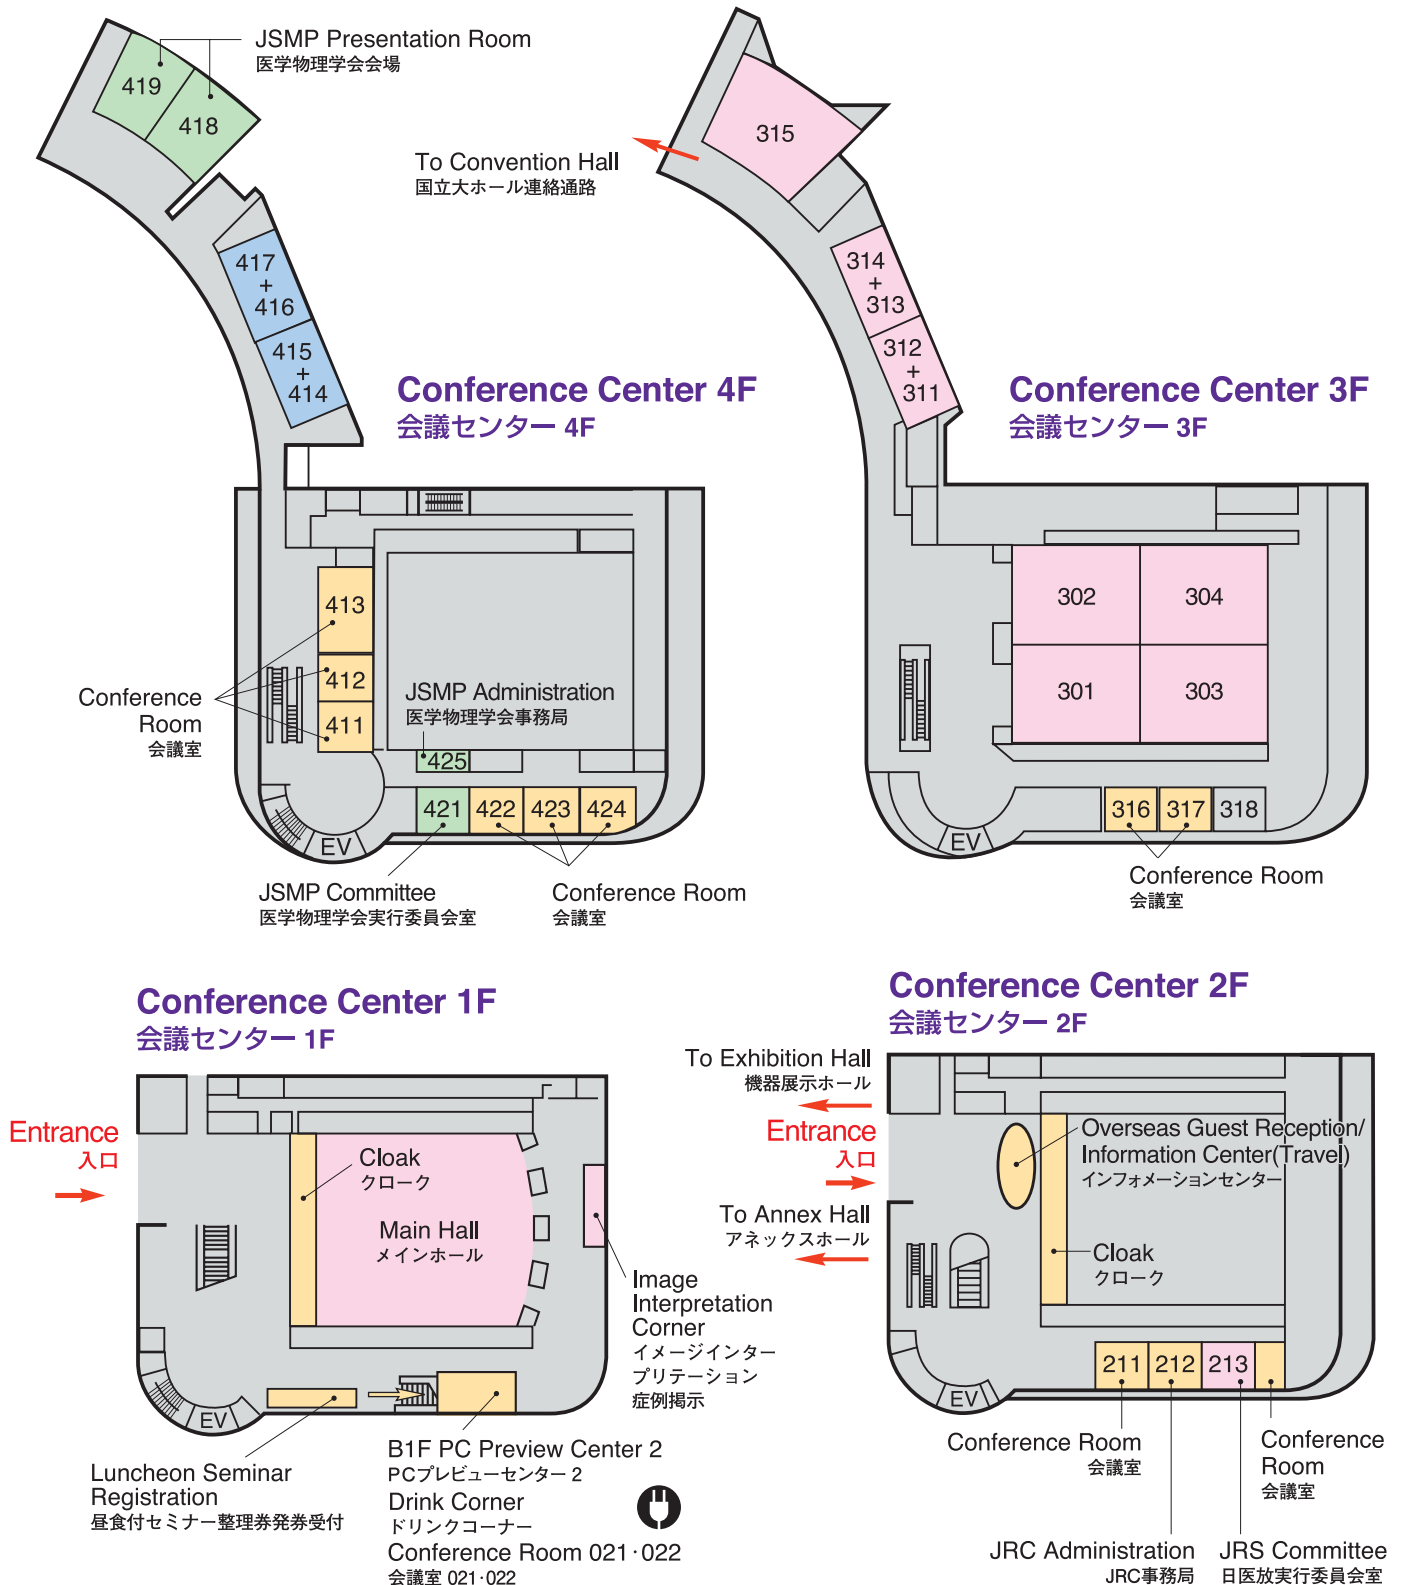 JSMP Presentation Room
医学物理学会会場
419
418
417
+
416
415
+
414
Conference Center 4F
会議センター 4F
413
412
411
Conference
Room
会議室
JSMP Administration
医学物理学会事務局
425
421
422
423
424
EV
JSMP Committee
医学物理学会実行委員会室
Conference Room
会議室
To Convention Hall
国立大ホール連絡通路
315
314
+
313
312
+
311
Conference Center 3F
会議センター 3F
302
304
301
303
316
317
318
EV
Conference Room
会議室
Conference Center 1F
会議センター 1F
Entrance
入口
Cloak
クローク
Main Hall
メインホール
Image
Interpretation
Corner
イメージインター
プリテーション
症例掲示
EV
Luncheon Seminar
Registration
昼食付セミナー整理券発券受付
B1F PC Preview Center 2
PCプレビューセンター 2
Drink Corner
ドリンクコーナー
Conference Room 021·022
会議室 021·022
Conference Center 2F
会議センター 2F
To Exhibition Hall
機器展示ホール
Entrance
入口
To Annex Hall
アネックスホール
Overseas Guest Reception/
Information Center(Travel)
インフォメーションセンター
Cloak
クローク
211
212
213
EV
Conference Room
会議室
Conference
Room
会議室
JRC Administration
JRC事務局
JRS Committee
日医放実行委員会室